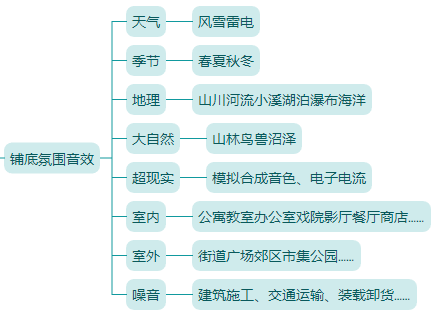 天气
风雪雷电
季节
春夏秋冬
地理
山川河流小溪湖泊瀑布海洋
大自然
山林鸟兽沼泽
铺底氛围音效
超现实
模拟合成音色、电子电流
室内
公寓教室办公室戏院影厅餐厅商店......
室外
街道广场郊区市集公园......
噪音
建筑施工、交通运输、装载卸货......